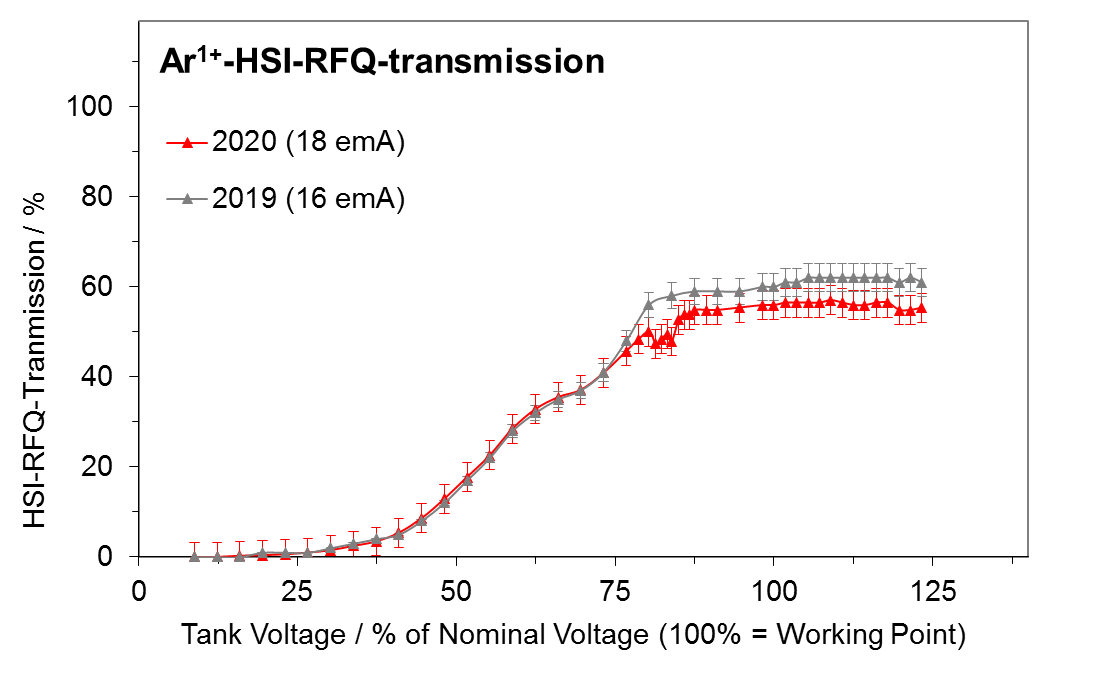 Ar¹⁺-HSI-RFQ-transmission
2020 (18 emA)
2019 (16 emA)
HSI-RFQ-Tranmission / %
100
80
60
40
20
0
0 25 50 75 100 125
Tank Voltage / % of Nominal Voltage (100% = Working Point)